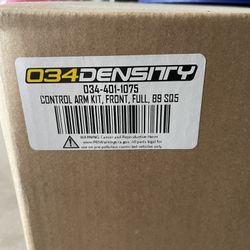 034DENSITY
034-401-1075
CONTROL ARM KIT, FRONT, FULL, B9 SQ5
WARNING: Cancer and Reproductive Harm